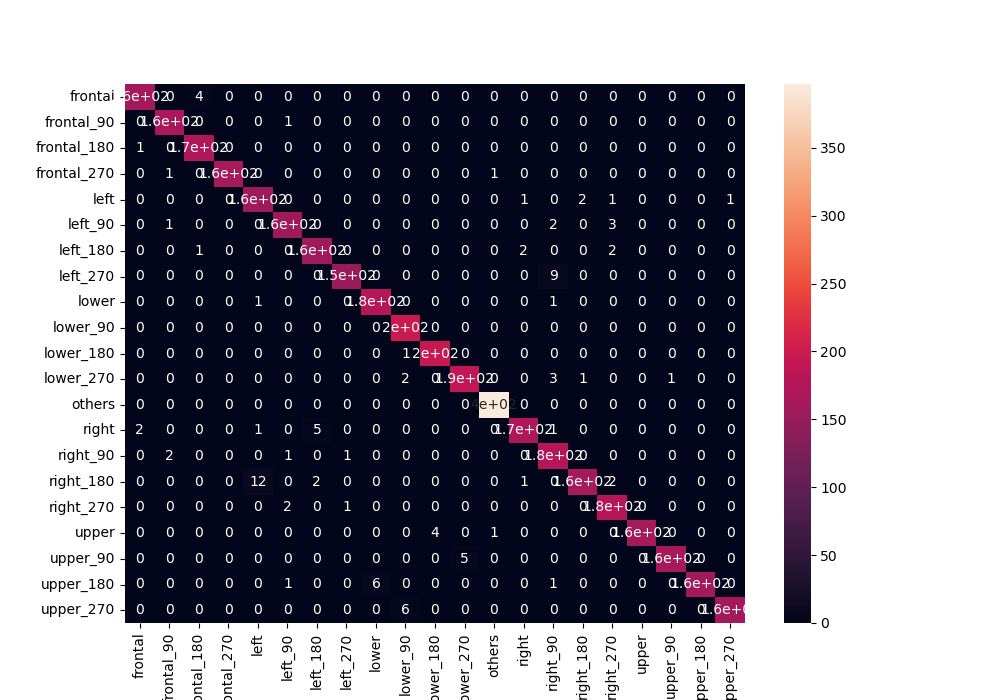 frontai 6e+02 0 4 0 0 0 0 0 0 0 0 0 0 0 0 0 0 0 0 0 0
frontal_90 0 1.6e+02 0 0 0 1 0 0 0 0 0 0 0 0 0 0 0 0 0 0 0
frontal_180 1 0 1.7e+02 0 0 0 0 0 0 0 0 0 0 0 0 0 0 0 0 0 0
frontal_270 0 1 0 1.6e+02 0 0 0 0 0 0 0 0 1 0 0 0 0 0 0 0 0
left 0 0 0 0 1.6e+02 0 0 0 0 0 0 0 0 1 0 2 1 0 0 0 1
left_90 0 1 0 0 0 1.6e+02 0 0 0 0 0 0 0 0 2 0 3 0 0 0 0
left_180 0 0 1 0 0 0 1.6e+02 0 0 0 0 0 0 2 0 0 2 0 0 0 0
left_270 0 0 0 0 0 0 0 1.5e+02 0 0 0 0 0 0 9 0 0 0 0 0 0
lower 0 0 0 0 1 0 0 0 1.8e+02 0 0 0 0 0 1 0 0 0 0 0 0
lower_90 0 0 0 0 0 0 0 0 0 2e+02 0 0 0 0 0 0 0 0 0 0 0
lower_180 0 0 0 0 0 0 0 0 0 1 2e+02 0 0 0 0 0 0 0 0 0 0
lower_270 0 0 0 0 0 0 0 0 0 2 0 1.9e+02 0 0 3 1 0 0 1 0 0
others 0 0 0 0 0 0 0 0 0 0 0 0 4e+02 0 0 0 0 0 0 0 0
right 2 0 0 0 1 0 5 0 0 0 0 0 0 1.7e+02 1 0 0 0 0 0 0
right_90 0 2 0 0 0 1 0 1 0 0 0 0 0 0 1.8e+02 0 0 0 0 0 0
right_180 0 0 0 0 12 0 2 0 0 0 0 0 0 1 0 1.6e+02 2 0 0 0 0
right_270 0 0 0 0 0 2 0 1 0 0 0 0 0 0 0 0 1.8e+02 0 0 0 0
upper 0 0 0 0 0 0 0 0 0 0 4 0 1 0 0 0 0 1.6e+02 0 0 0
upper_90 0 0 0 0 0 0 0 0 0 0 0 5 0 0 0 0 0 0 1.6e+02 0 0
upper_180 0 0 0 0 0 1 0 0 6 0 0 0 0 0 1 0 0 0 0 1.6e+02 0
upper_270 0 0 0 0 0 0 0 0 0 6 0 0 0 0 0 0 0 0 0 0 1.6e+0
frontal
rontal_90
ontal_180
ontal_270
left
left_90
left_180
left_270
lower
lower_90
ower_180
ower_270
others
right
right_90
right_180
right_270
upper
upper_90
pper_180
pper_270
350
300
250
200
150
100
50
0